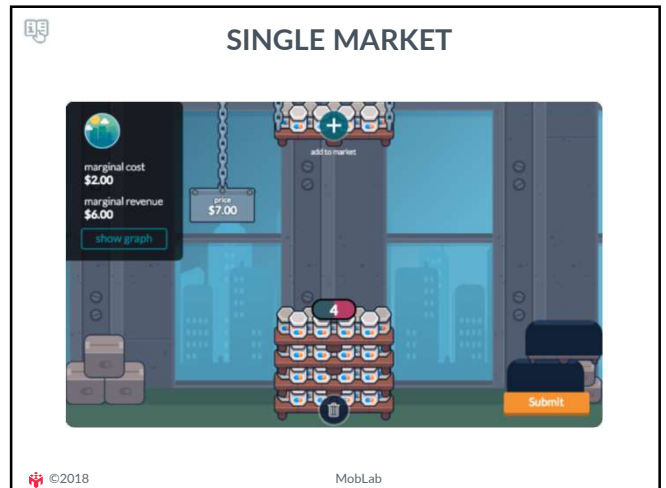 SINGLE MARKET
marginal cost
$2.00
marginal revenue
$6.00
show graph
price
$7.00
add to market
4
Submit
©2018
MobLab